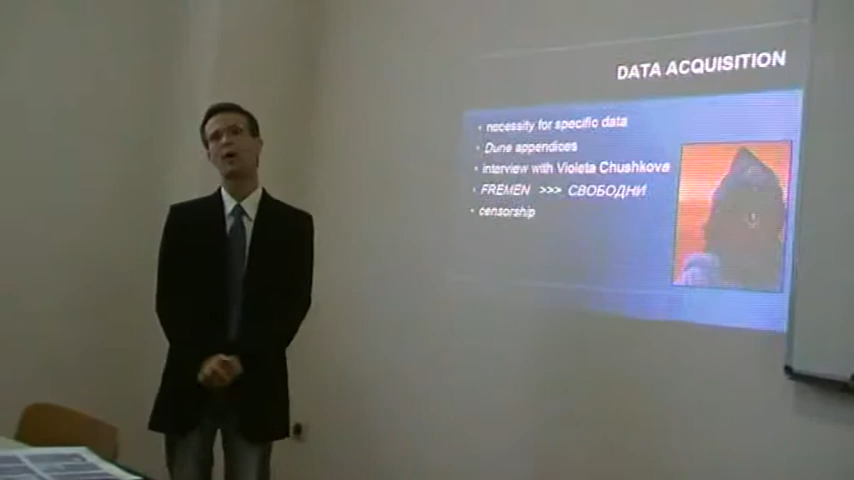 DATA ACQUISITION
necessity for specific data
Dune appendices
interview with Violeta Chushkova
FREMEN >>> СВОБОДНИ
censorship